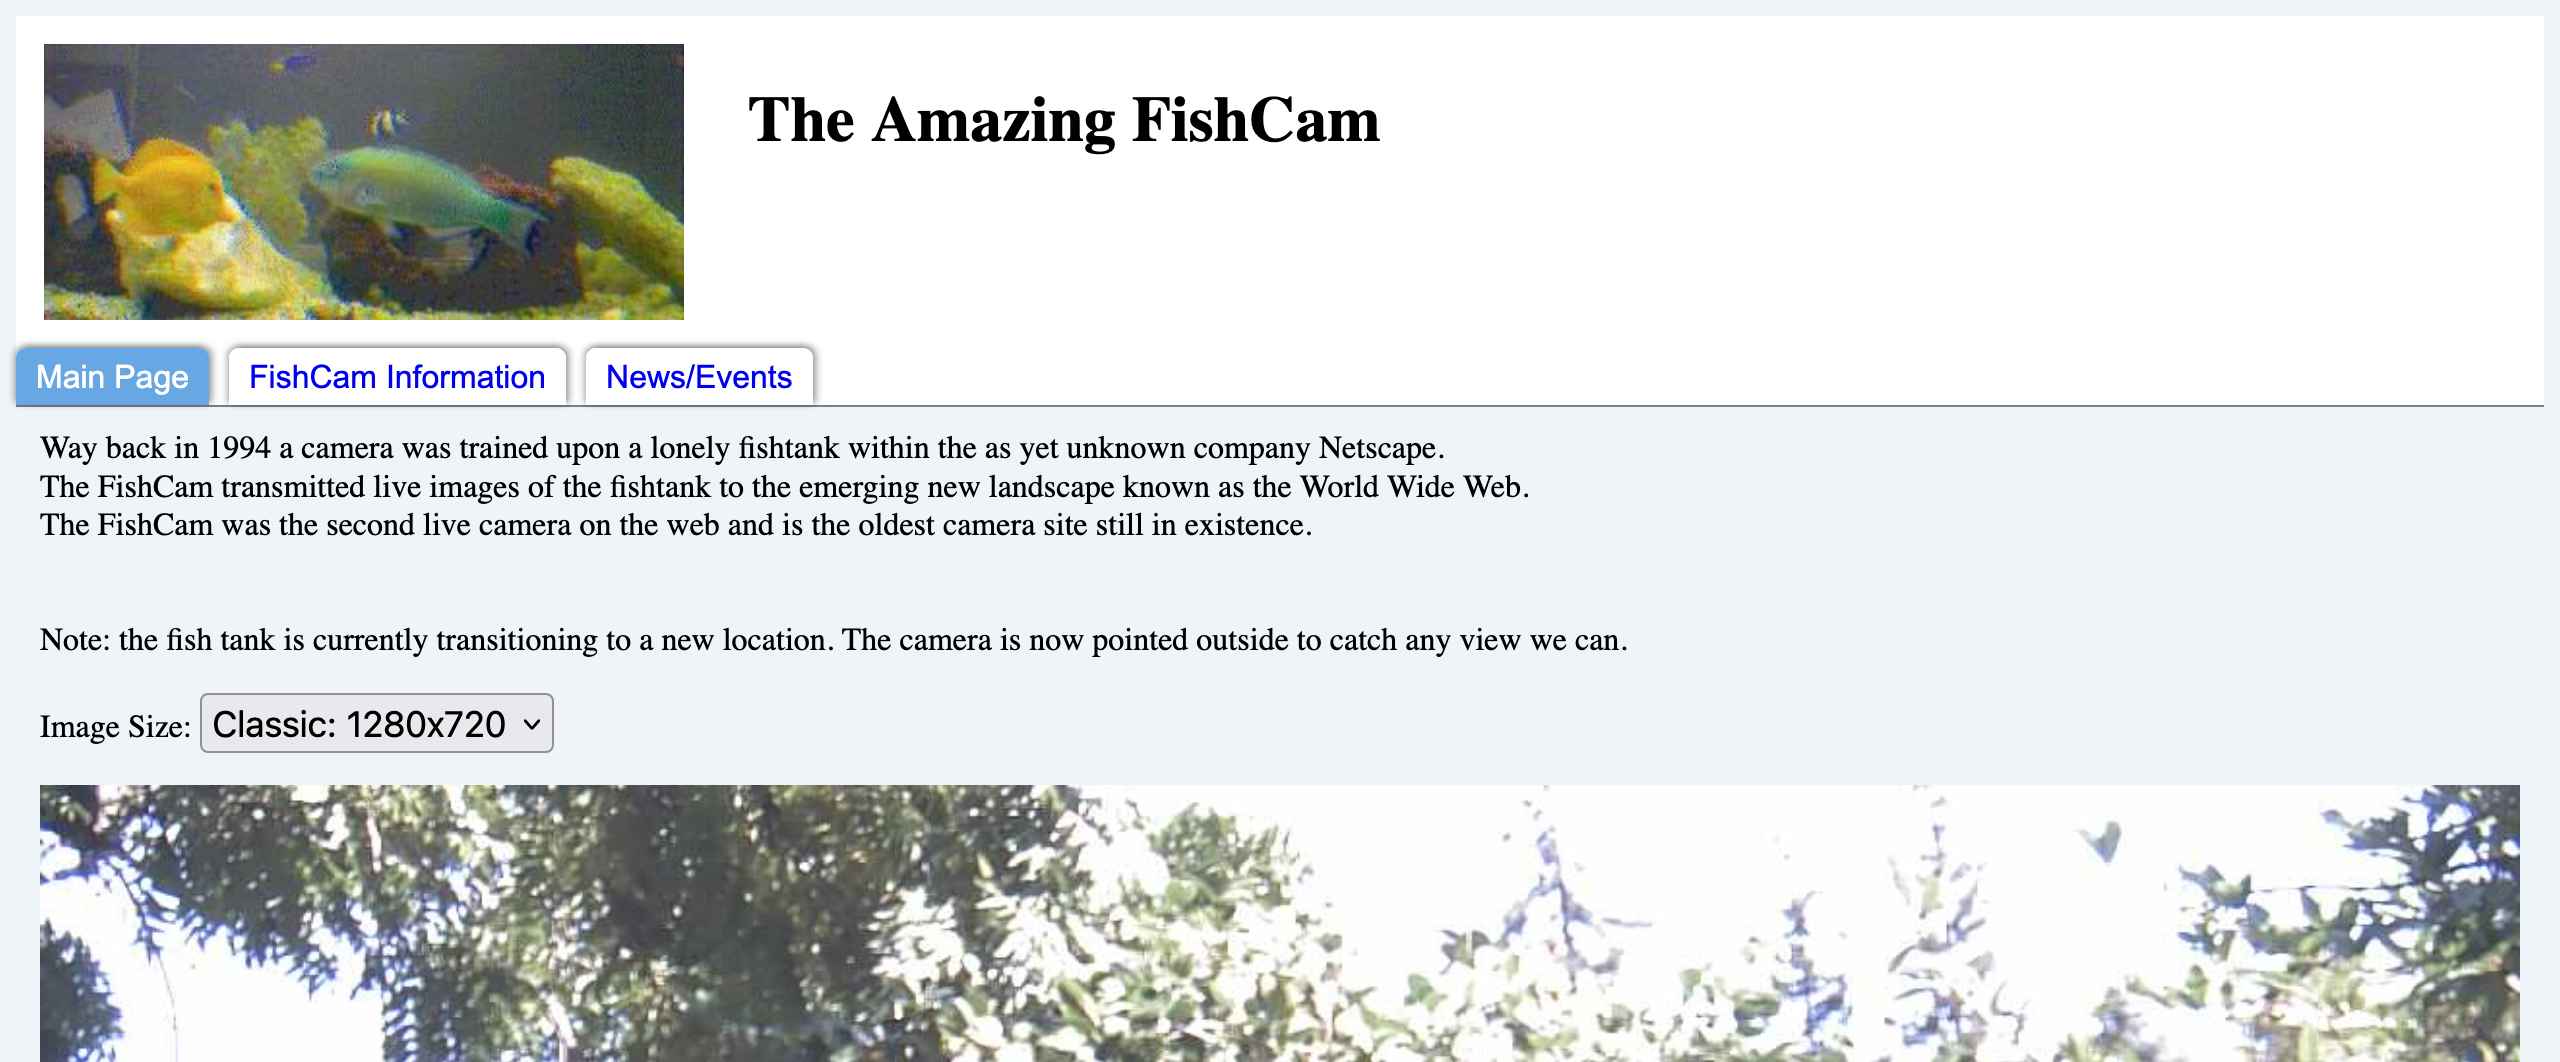 The Amazing FishCam
Main Page
FishCam Information
News/Events
Way back in 1994 a camera was trained upon a lonely fishtank within the as yet unknown company Netscape.
The FishCam transmitted live images of the fishtank to the emerging new landscape known as the World Wide Web.
The FishCam was the second live camera on the web and is the oldest camera site still in existence.
Note: the fish tank is currently transitioning to a new location. The camera is now pointed outside to catch any view we can.
Image Size: Classic: 1280x720